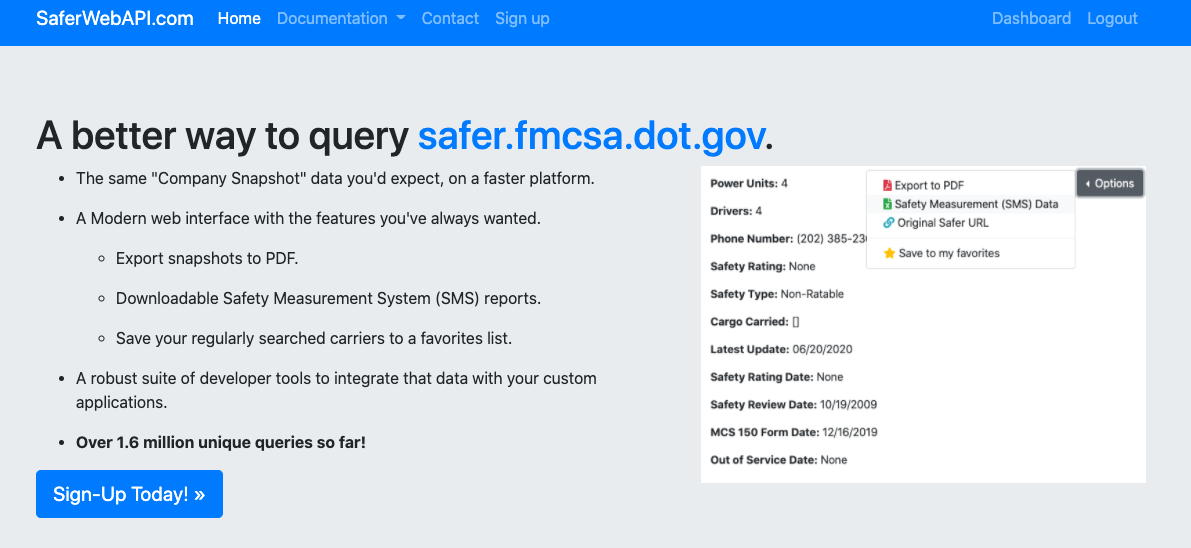 SaferWebAPI.com Home Documentation Contact Sign up Dashboard Logout
A better way to query safer.fmcsa.dot.gov.
• The same "Company Snapshot" data you'd expect, on a faster platform.
• A Modern web interface with the features you've always wanted.
◦ Export snapshots to PDF.
◦ Downloadable Safety Measurement System (SMS) reports.
◦ Save your regularly searched carriers to a favorites list.
• A robust suite of developer tools to integrate that data with your custom
applications.
• Over 1.6 million unique queries so far!
Sign-Up Today! »
Power Units: 4
Drivers: 4
Phone Number: (202) 385-23
Safety Rating: None
Safety Type: Non-Ratable
Cargo Carried: []
Latest Update: 06/20/2020
Safety Rating Date: None
Safety Review Date: 10/19/2009
MCS 150 Form Date: 12/16/2019
Out of Service Date: None
Options
Export to PDF
Safety Measurement (SMS) Data
Original Safer URL
Save to my favorites